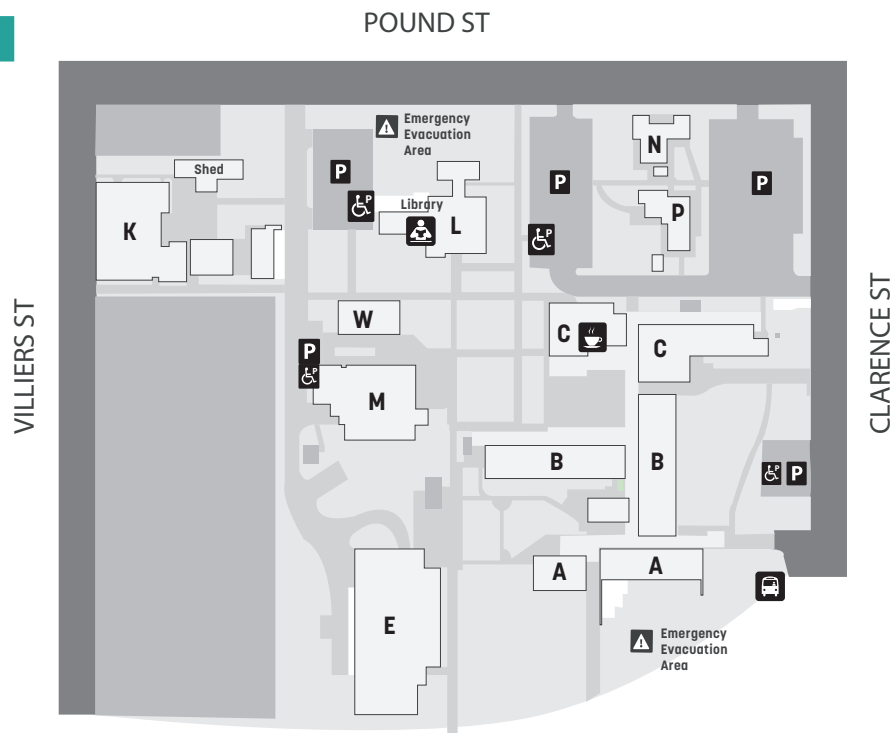 POUND ST
Emergency
Evacuation
Area
N
Shed
P
P
P
P
P
Library
K
L
P
P
W
C
C
VILLIERS ST
CLARENCE ST
P
P
M
B
B
P
P
A
A
E
Emergency
Evacuation
Area